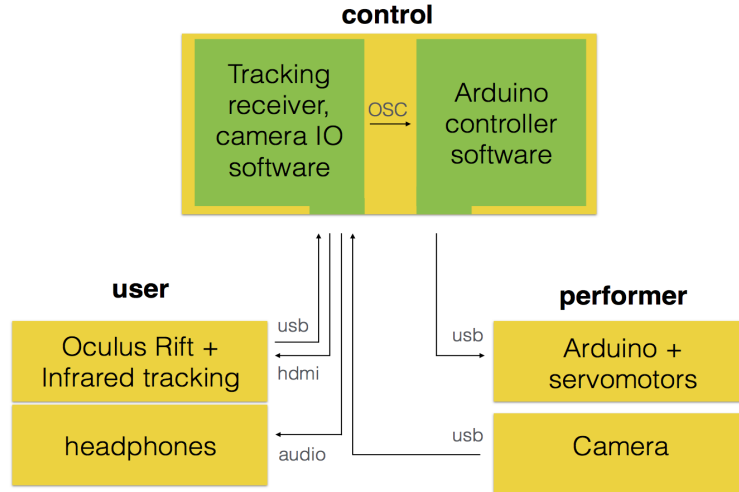 control
Tracking
receiver,
camera IO
software
OSC
Arduino
controller
software
user
performer
usb
Oculus Rift +
Infrared tracking
hdmi
usb
Arduino +
servomotors
headphones
audio
usb
Camera